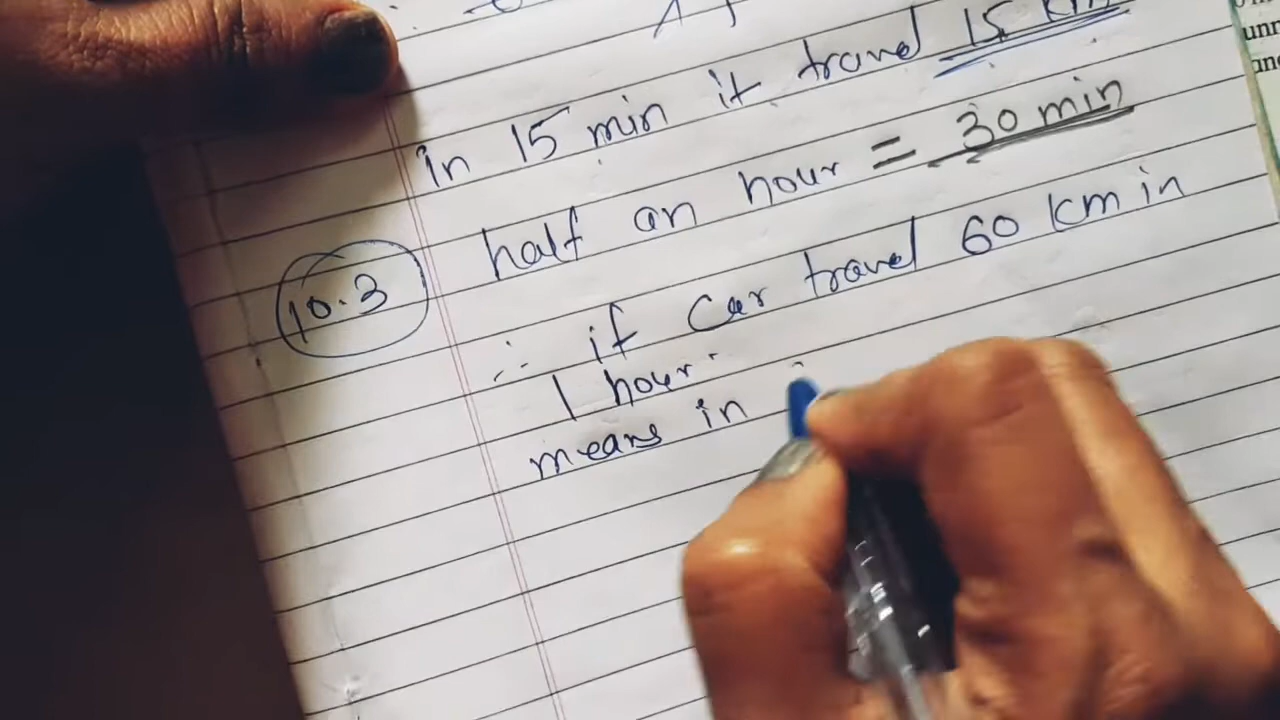 in 15 min it travel 15 km
10.3 half an hour = 30 min
∴ if Car travel 60 km in
1 hour.
means in